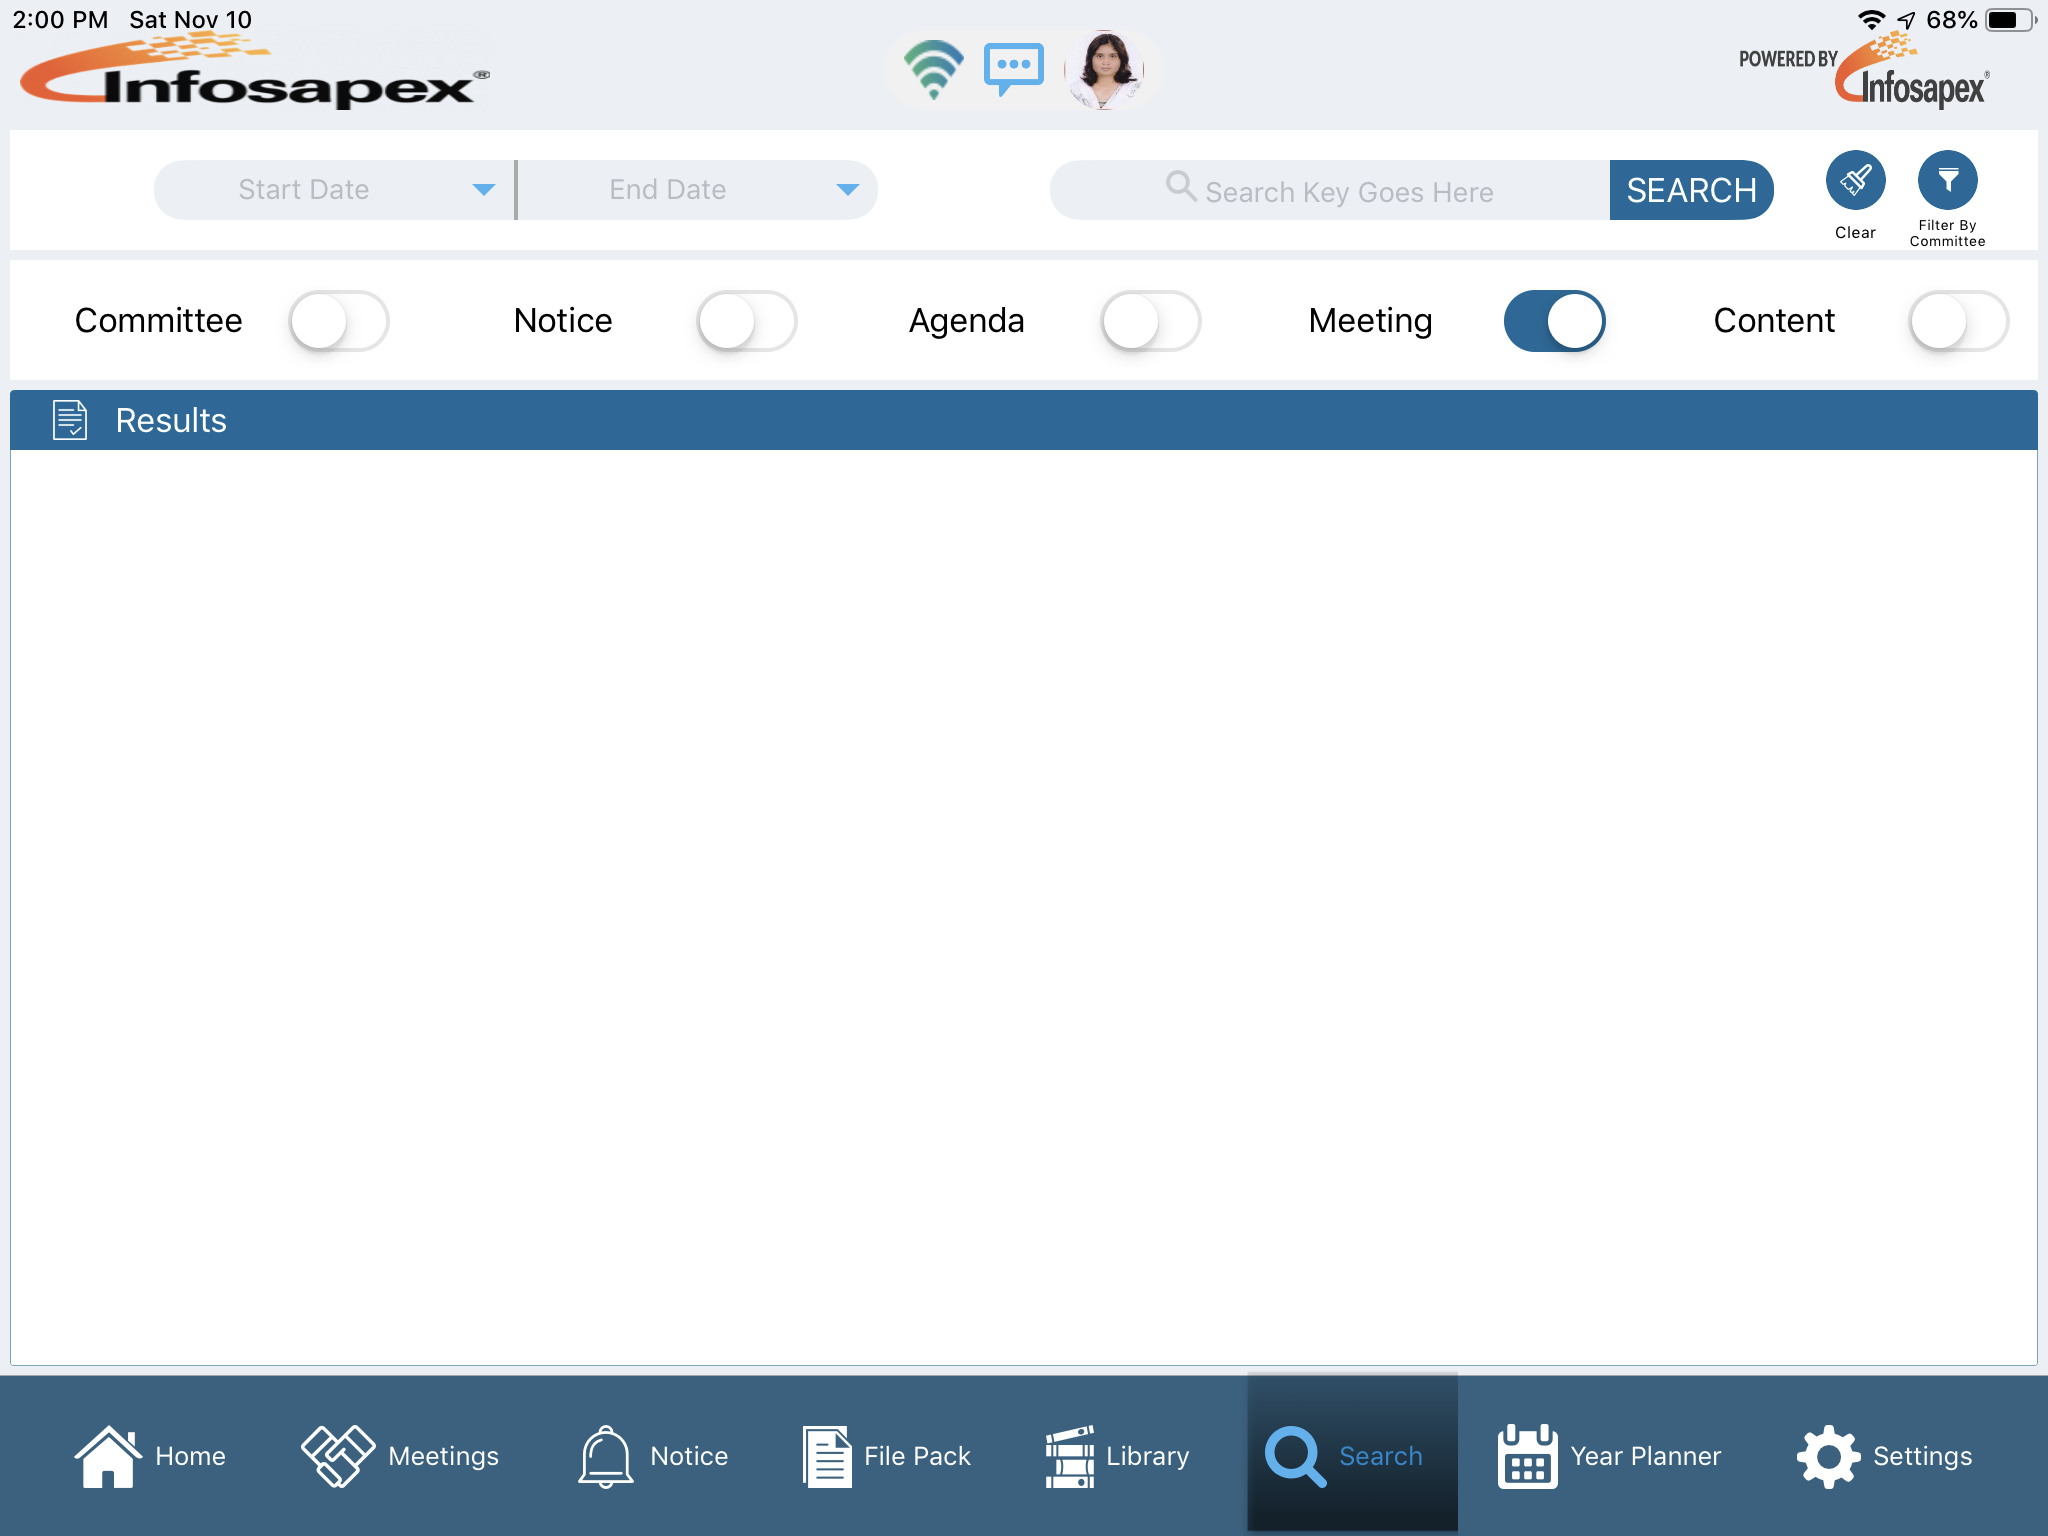 2:00 PM Sat Nov 10
68%
Infosapex®
POWERED BY
Infosapex®
Start Date
End Date
Search Key Goes Here
SEARCH
Clear
Filter By
Committee
Committee
Notice
Agenda
Meeting
Content
Results
Home
Meetings
Notice
File Pack
Library
Search
Year Planner
Settings